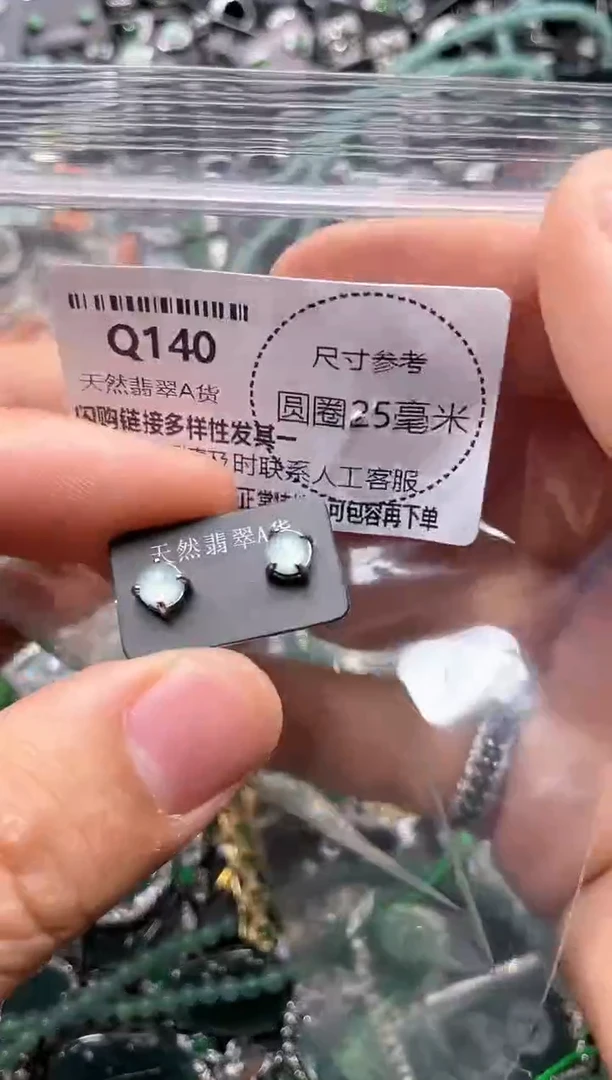 Q140
尺寸参考
天然翡翠A货
圆圈25毫米
闪购链接多样性发其一
时联系人工客服
正常
可包容再下单
天然翡翠A货